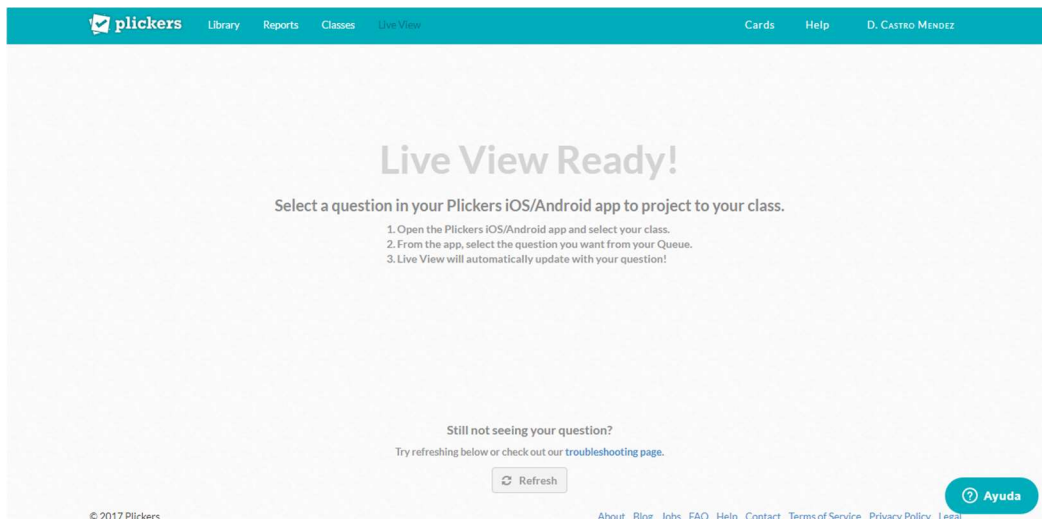 plickers Library Reports Classes Live View Cards Help D. Castro Mendez
Live View Ready!
Select a question in your Plickers iOS/Android app to project to your class.
1. Open the Plickers iOS/Android app and select your class.
2. From the app, select the question you want from your Queue.
3. Live View will automatically update with your question!
Still not seeing your question?
Try refreshing below or check out our troubleshooting page.
Refresh
Ayuda
© 2017 Plickers About Blog Jobs FAQ Help Contact Terms of Service Privacy Policy Legal